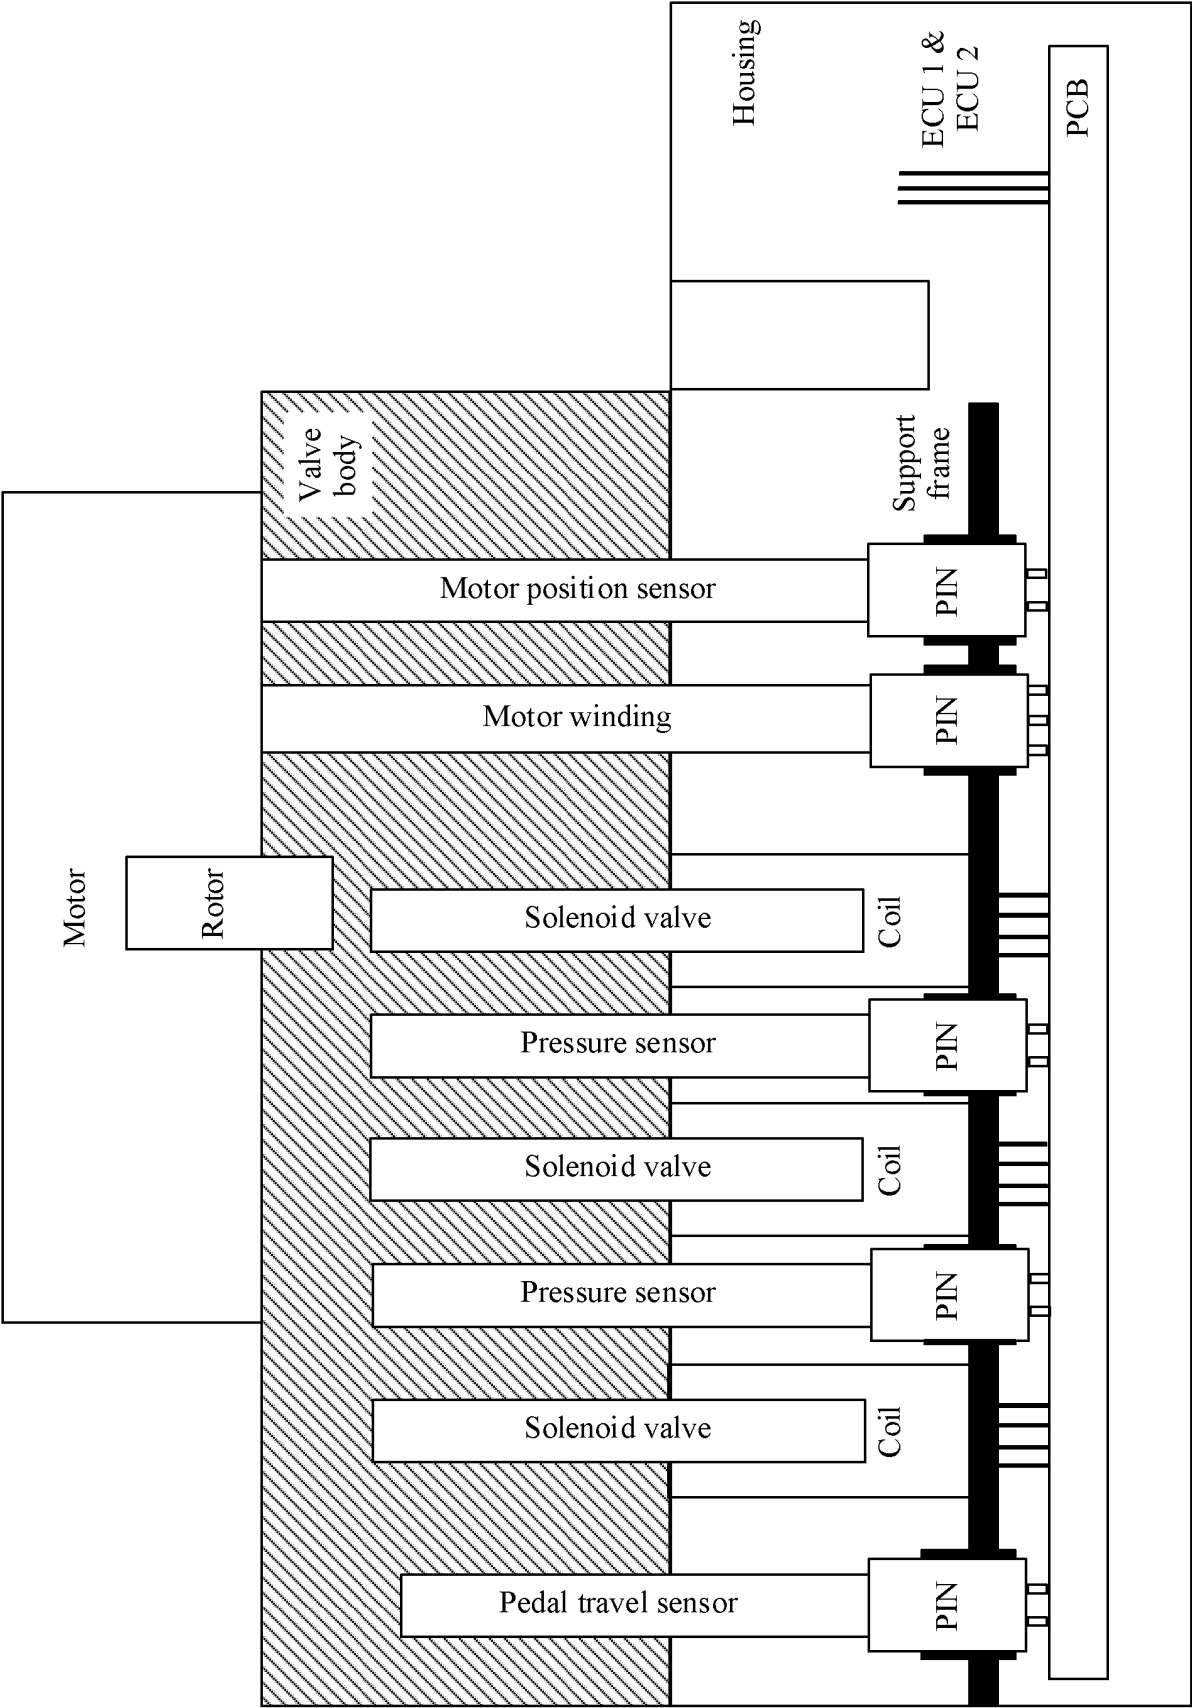 Housing
ECU 1 &
ECU 2
PCB
Valve
body
Support
frame
Motor position sensor
PIN
Motor winding
PIN
Motor
Rotor
Solenoid valve
Coil
Pressure sensor
PIN
Solenoid valve
Coil
Pressure sensor
PIN
Solenoid valve
Coil
Pedal travel sensor
PIN